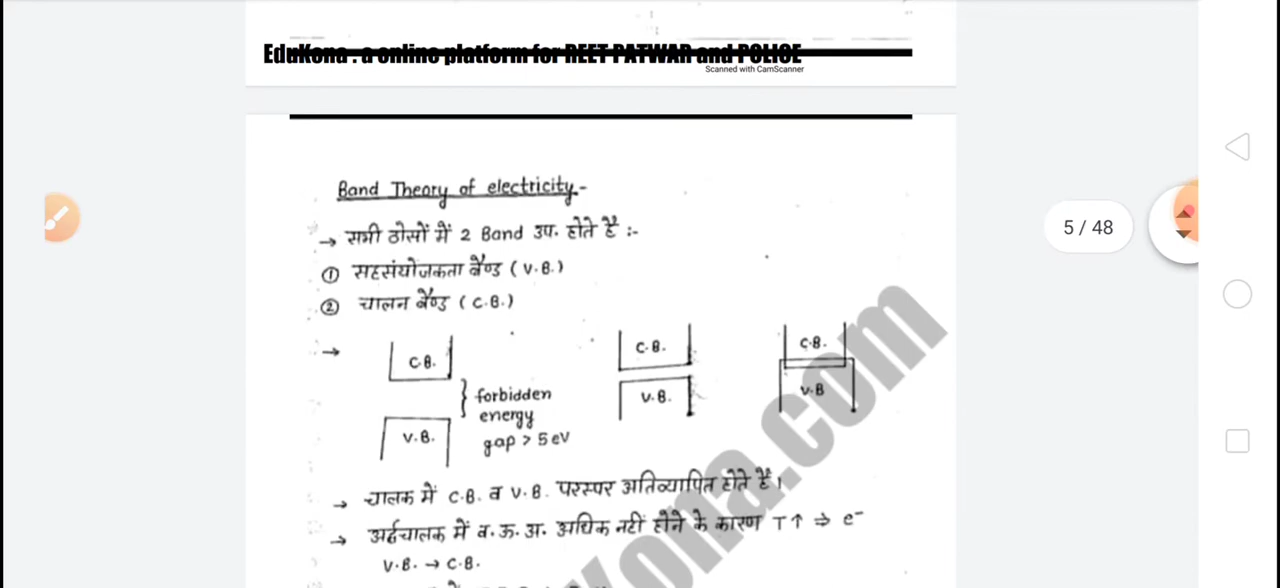 EduKona : a online platform for REET PATWAR and POLICE
Scanned with CamScanner
Band Theory of electricity-
→ सभी ठोसों में 2 Band उप. होते हैं :-
① सहसंयोजकता बैण्ड (V.B.)
② चालन बैण्ड (C.B.)
→
C.B.
V.B.
} forbidden
energy
gap > 5 eV
C.B.
V.B.
C.B.
V.B
→ चालक में C.B. व V.B. परस्पर अतिव्यापित होते हैं।
→ अर्द्धचालक में व.ऊ.अ. अधिक नहीं होने के कारण T↑ ⇒ e⁻
V.B. → C.B.
Kona.com
5 / 48